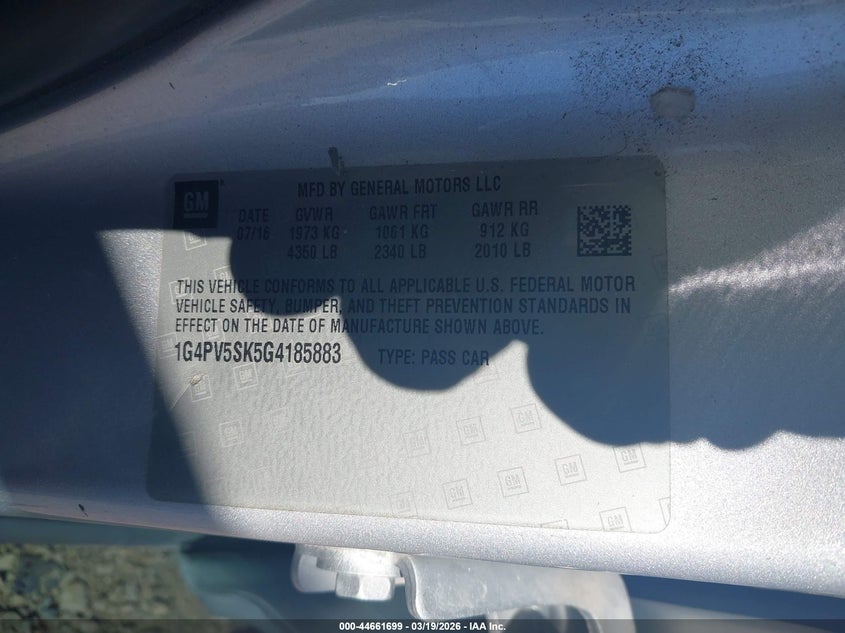 GM
MFD BY GENERAL MOTORS LLC
DATE GVWR GAWR FRT GAWR RR
07/16 1973 KG 1061 KG 912 KG
4350 LB 2340 LB 2010 LB
THIS VEHICLE CONFORMS TO ALL APPLICABLE U.S. FEDERAL MOTOR
VEHICLE SAFETY, BUMPER, AND THEFT PREVENTION STANDARDS IN
EFFECT ON THE DATE OF MANUFACTURE SHOWN ABOVE.
1G4PV5SK5G4185883 TYPE: PASS CAR
000-44661699 - 03/19/2026 - IAA Inc.